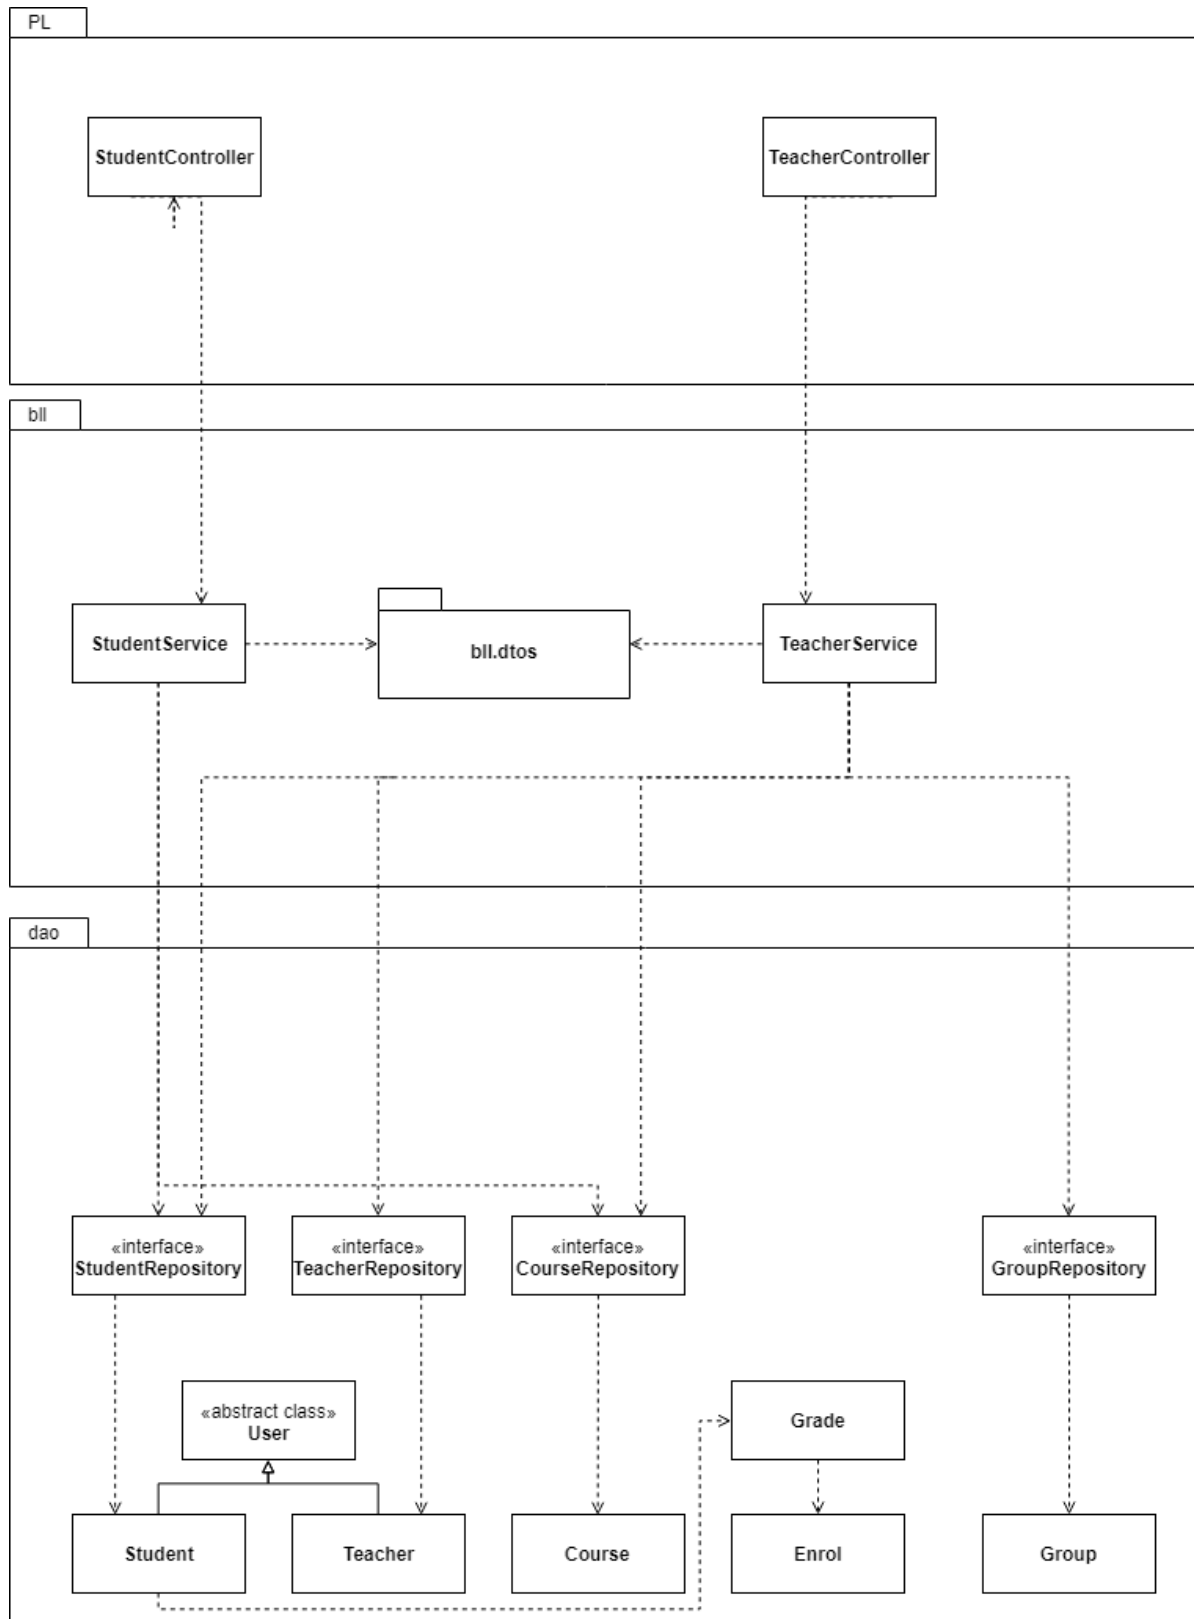 PL
StudentController
TeacherController
bll
StudentService
bll.dtos
TeacherService
dao
«interface»
StudentRepository
«interface»
TeacherRepository
«interface»
CourseRepository
«interface»
GroupRepository
«abstract class»
User
Grade
Student
Teacher
Course
Enrol
Group